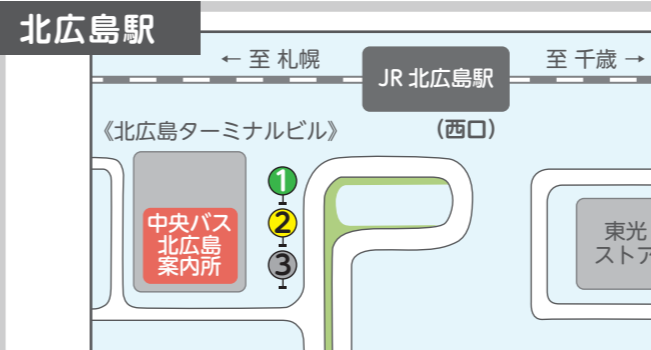 北広島駅
← 至 札幌
至 千歳 →
JR 北広島駅
《北広島ターミナルビル》
(西口)
1
2
3
中央バス
北広島
案内所
東光
ストア